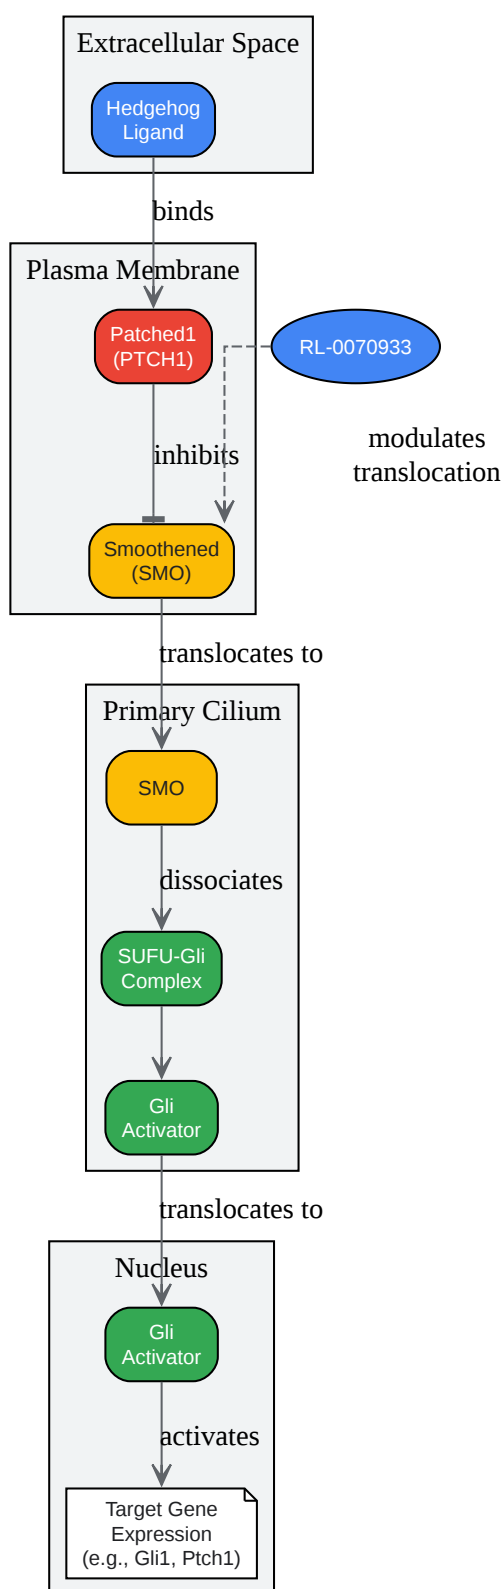 Extracellular Space
Hedgehog
Ligand
binds
Plasma Membrane
Patched1
(PTCH1)
RL-0070933
modulates
translocation
inhibits
Smoothened
(SMO)
translocates to
Primary Cilium
SMO
dissociates
SUFU-Gli
Complex
Gli
Activator
translocates to
Nucleus
Gli
Activator
activates
Target Gene
Expression
(e.g., Gli1, Ptch1)